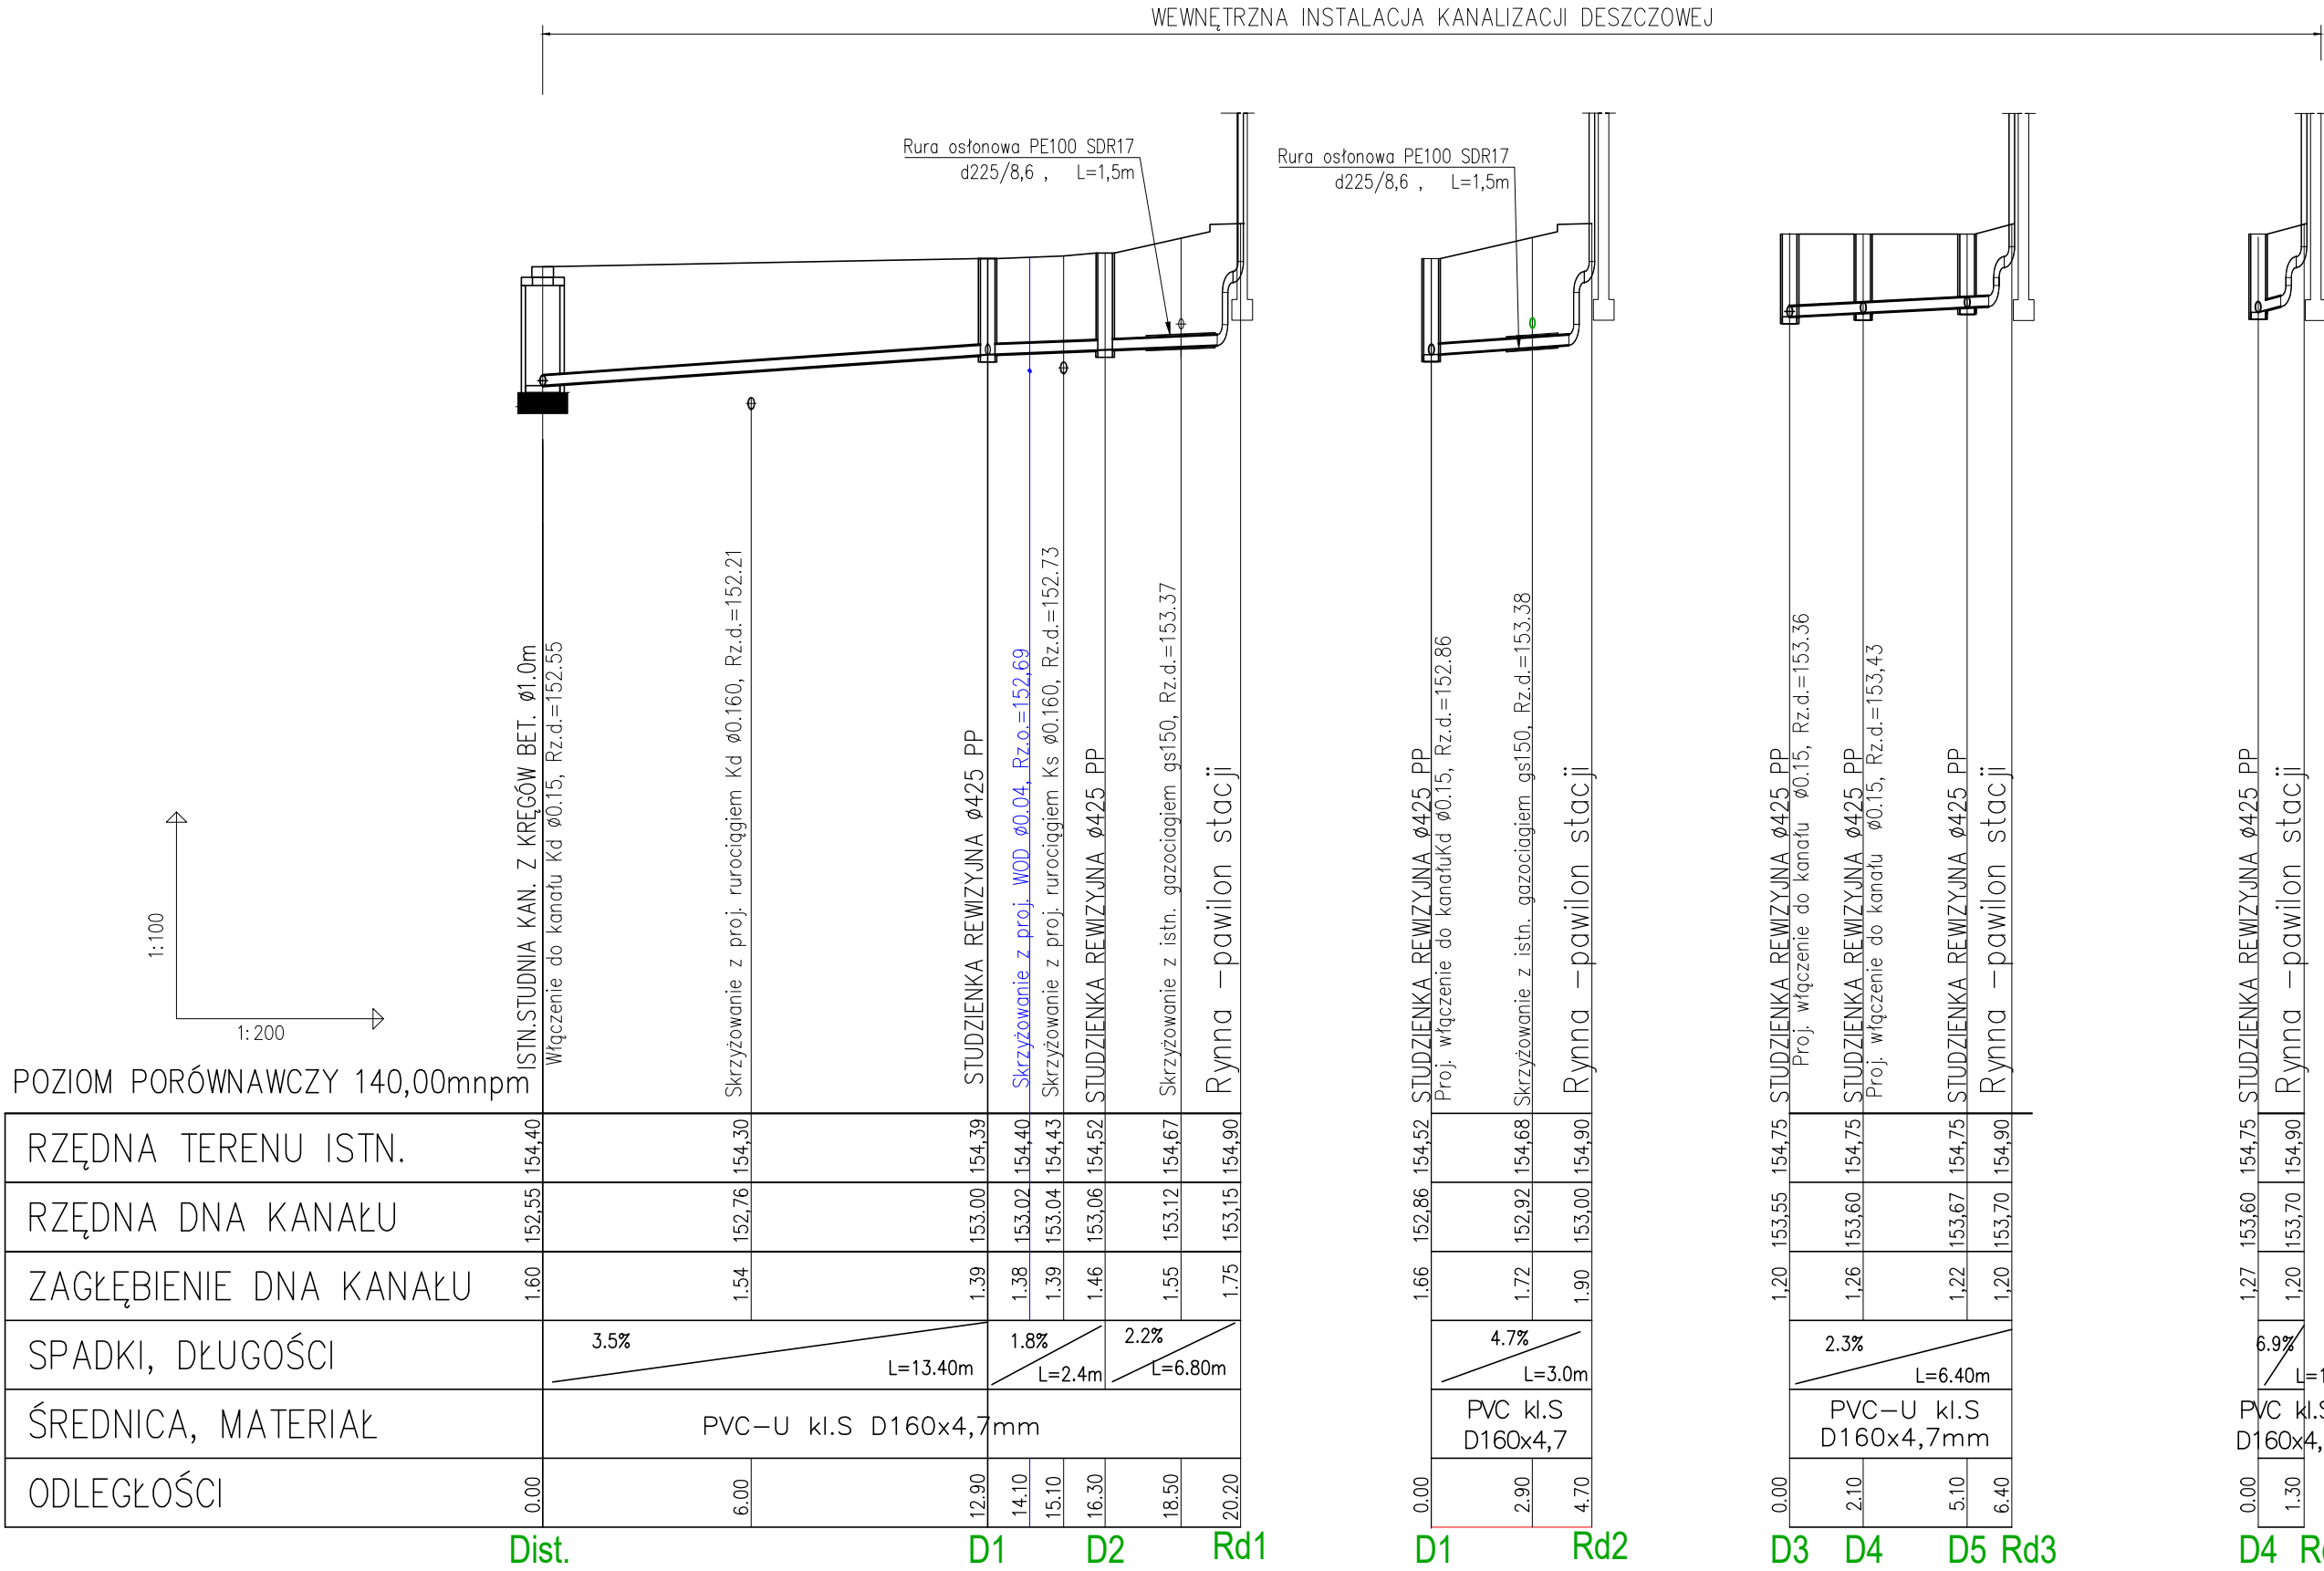 WEWNĘTRZNA INSTALACJA KANALIZACJI DESZCZOWEJ
Rura osłonowa PE100 SDR17
d225/8,6 , L=1,5m
Rura osłonowa PE100 SDR17
d225/8,6 , L=1,5m
ISTN.STUDNIA KAN. Z KRĘGÓW BET. ø1.0m
Włączenie do kanału Kd ø0.15, Rz.d.=152.55
Skrzyżowanie z proj. rurociągiem Kd ø0.160, Rz.d.=152.21
STUDZIENKA REWIZYJNA ø425 PP
Skrzyżowanie z proj. WOD ø0.04, Rz.o.=152,69
Skrzyżowanie z proj. rurociągiem Ks ø0.160, Rz.d.=152.73
STUDZIENKA REWIZYJNA ø425 PP
Skrzyżowanie z istn. gazociągiem gs150, Rz.d.=153.37
Rynna –pawilon stacji
STUDZIENKA REWIZYJNA ø425 PP
Proj. włączenie do kanałuKd ø0.15, Rz.d.=152.86
Skrzyżowanie z istn. gazociągiem gs150, Rz.d.=153.38
Rynna –pawilon stacji
STUDZIENKA REWIZYJNA ø425 PP
Proj. włączenie do kanału ø0.15, Rz.d.=153.36
STUDZIENKA REWIZYJNA ø425 PP
Proj. włączenie do kanału ø0.15, Rz.d.=153,43
STUDZIENKA REWIZYJNA ø425 PP
Rynna –pawilon stacji
STUDZIENKA REWIZYJNA ø425 PP
Rynna –pawilon stacji
1:100
1:200
POZIOM PORÓWNAWCZY 140,00mnpm
RZĘDNA TERENU ISTN. 154,40 154,30 154,39 154,40 154,43 154,52 154,67 154,90 154,52 154,68 154,90 154,75 154,75 154,75 154,90 154,75 154,90
RZĘDNA DNA KANAŁU 152,55 152,76 153.00 153.02 153.04 153,06 153.12 153,15 152,86 152,92 153,00 153,55 153,60 153,67 153,70 153,60 153,70
ZAGŁĘBIENIE DNA KANAŁU 1.60 1.54 1.39 1.38 1.39 1.46 1.55 1.75 1.66 1.72 1.90 1,20 1,26 1,22 1,20 1,27 1,20
SPADKI, DŁUGOŚCI 3.5% L=13.40m 1.8% L=2.4m 2.2% L=6.80m 4.7% L=3.0m 2.3% L=6.40m 6.9% L=1
ŚREDNICA, MATERIAŁ PVC–U kl.S D160x4,7mm
PVC kl.S
D160x4,7
PVC–U kl.S
D160x4,7mm
PVC kl.S
D160x4,
ODLEGŁOŚCI 0.00 6.00 12.90 14.10 15.10 16.30 18.50 20.20 0.00 2.90 4.70 0.00 2.10 5.10 6.40 0.00 1.30
Dist. D1 D2 Rd1 D1 Rd2 D3 D4 D5 Rd3 D4